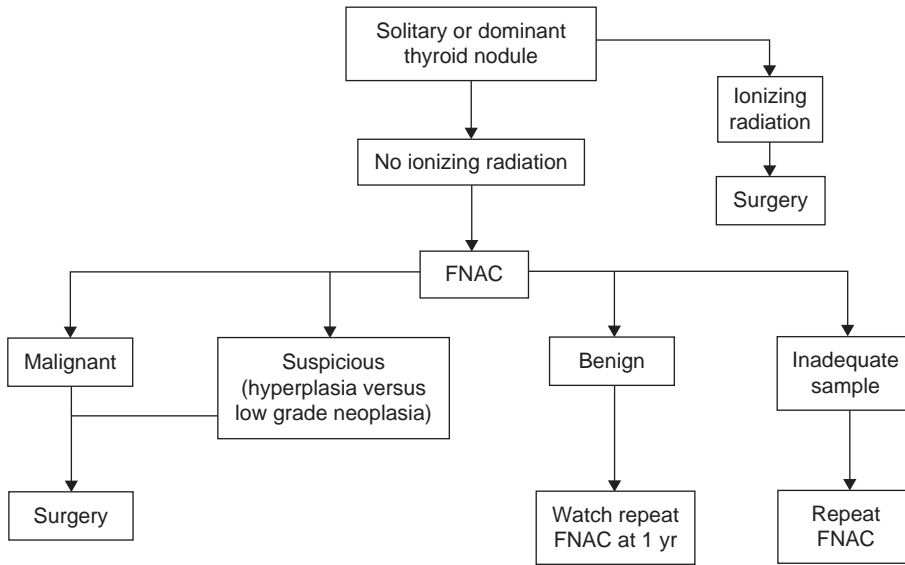 Solitary or dominant
thyroid nodule
Ionizing
radiation
No ionizing radiation
Surgery
FNAC
Malignant
Suspicious
(hyperplasia versus
low grade neoplasia)
Benign
Inadequate
sample
Surgery
Watch repeat
FNAC at 1 yr
Repeat
FNAC